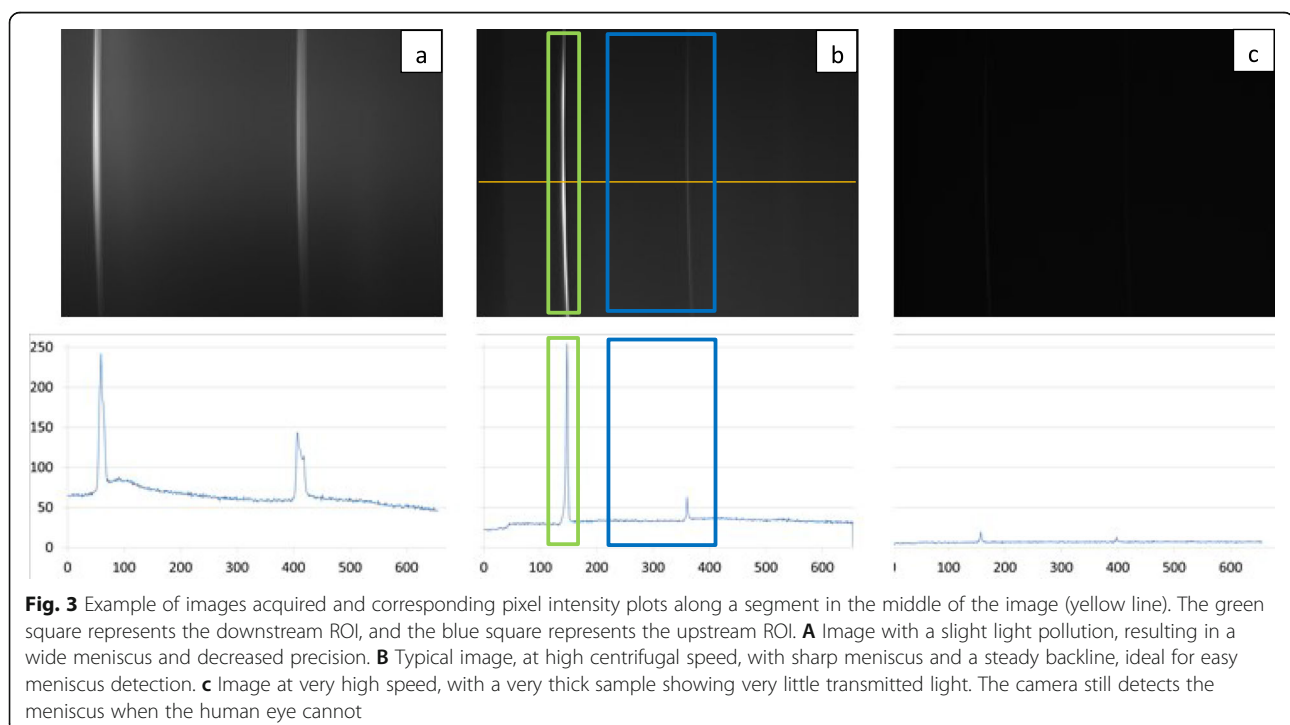 a
b
c
250
200
150
100
50
0
0 100 200 300 400 500 600
0 100 200 300 400 500 600
0 100 200 300 400 500 600
Fig. 3 Example of images acquired and corresponding pixel intensity plots along a segment in the middle of the image (yellow line). The green
square represents the downstream ROI, and the blue square represents the upstream ROI. A Image with a slight light pollution, resulting in a
wide meniscus and decreased precision. B Typical image, at high centrifugal speed, with sharp meniscus and a steady backline, ideal for easy
meniscus detection. c Image at very high speed, with a very thick sample showing very little transmitted light. The camera still detects the
meniscus when the human eye cannot